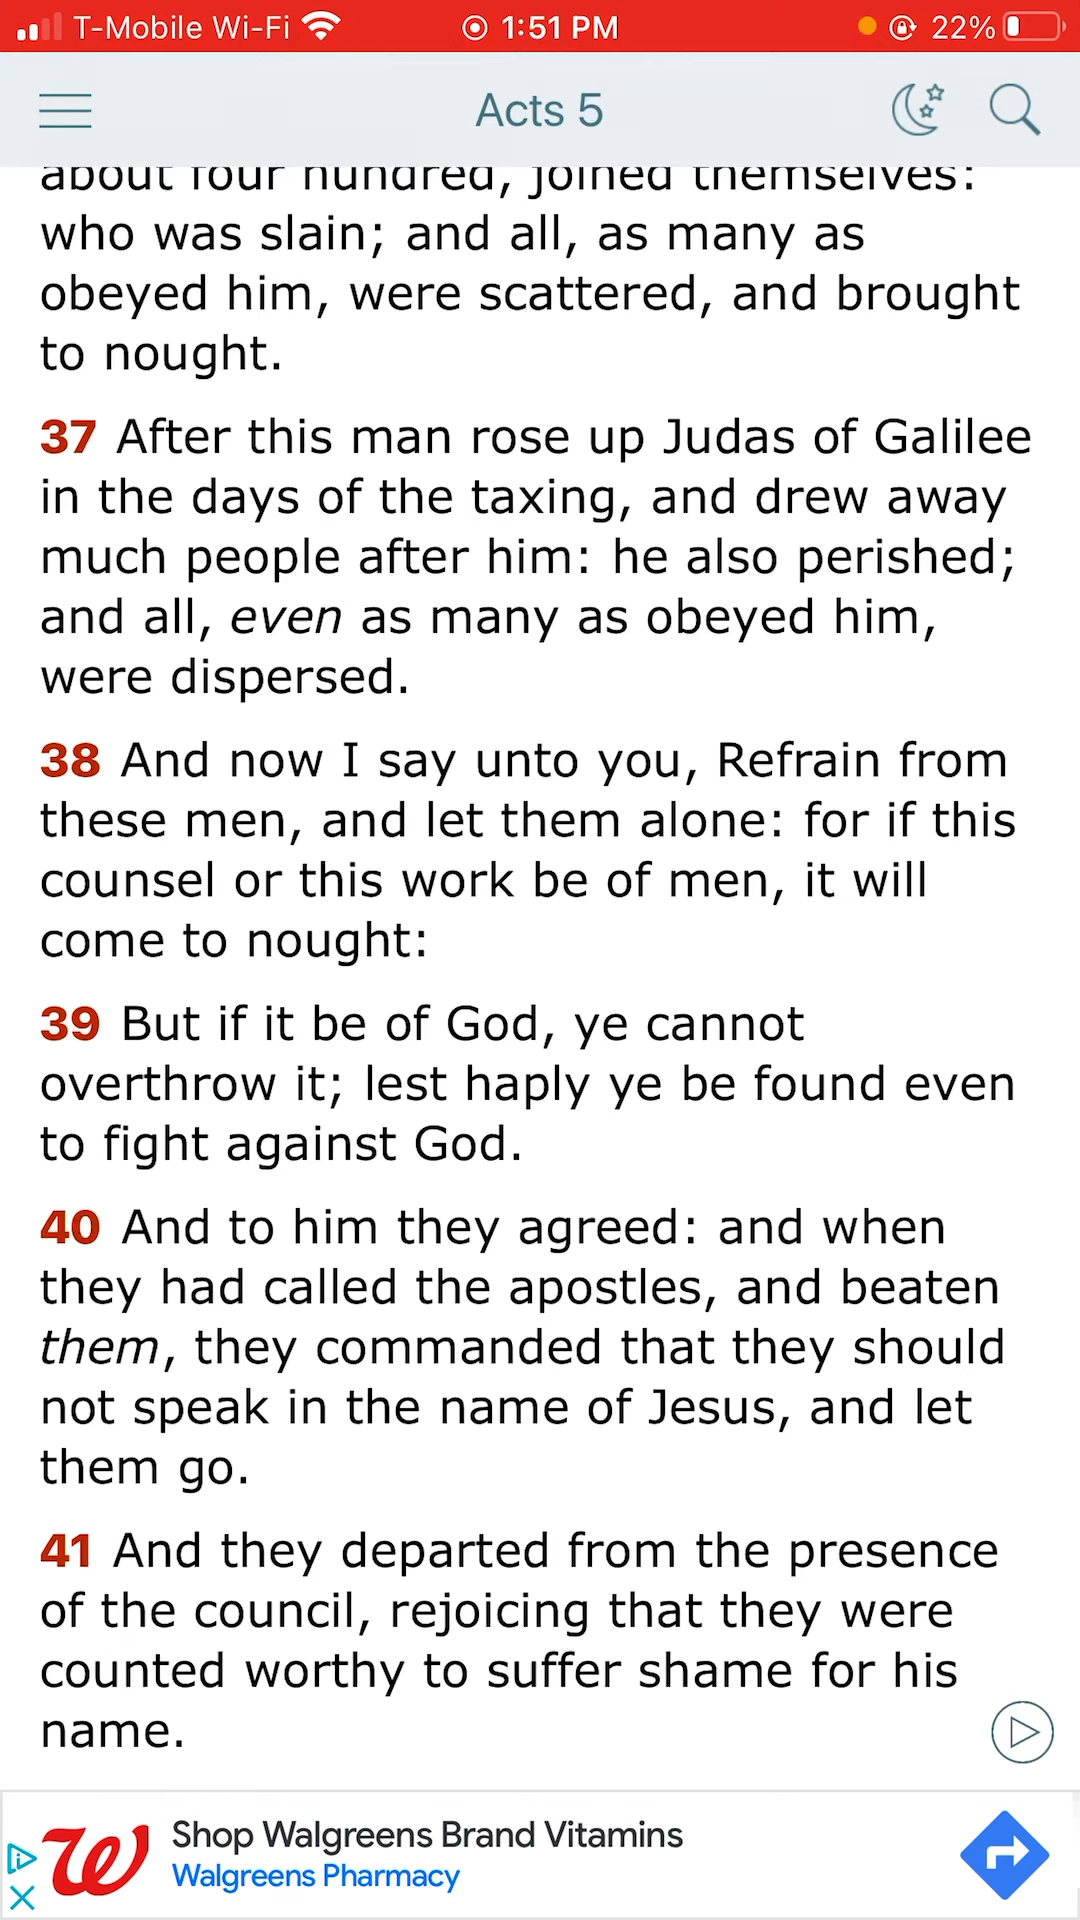 T-Mobile Wi-Fi 1:51 PM 22%
Acts 5
about four hundred, joined themselves:
who was slain; and all, as many as
obeyed him, were scattered, and brought
to nought.
37 After this man rose up Judas of Galilee
in the days of the taxing, and drew away
much people after him: he also perished;
and all, even as many as obeyed him,
were dispersed.
38 And now I say unto you, Refrain from
these men, and let them alone: for if this
counsel or this work be of men, it will
come to nought:
39 But if it be of God, ye cannot
overthrow it; lest haply ye be found even
to fight against God.
40 And to him they agreed: and when
they had called the apostles, and beaten
them, they commanded that they should
not speak in the name of Jesus, and let
them go.
41 And they departed from the presence
of the council, rejoicing that they were
counted worthy to suffer shame for his
name.
W
Shop Walgreens Brand Vitamins
Walgreens Pharmacy